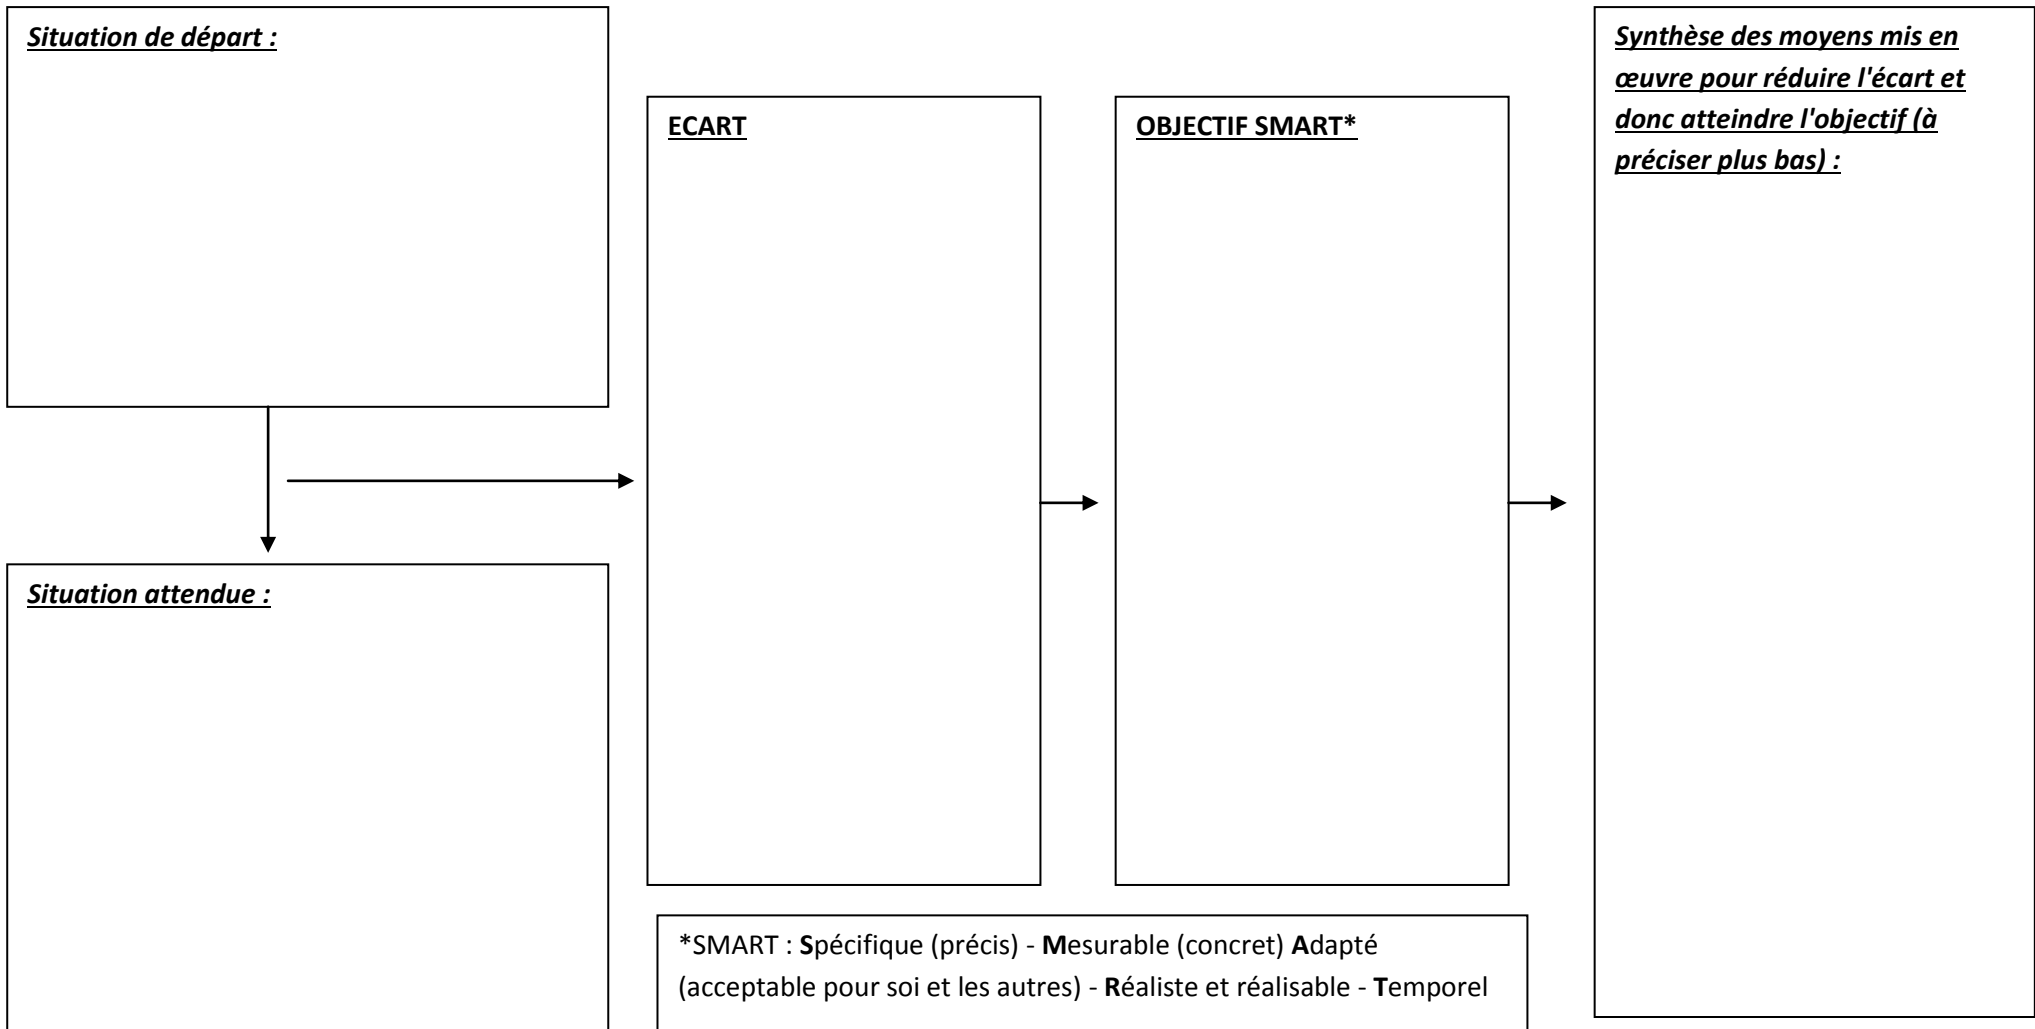 Situation de départ :
Situation attendue :
ECART
OBJECTIF SMART*
*SMART : Spécifique (précis) - Mesurable (concret) Adapté
(acceptable pour soi et les autres) - Réaliste et réalisable - Temporel
Synthèse des moyens mis en
œuvre pour réduire l'écart et
donc atteindre l'objectif (à
préciser plus bas) :